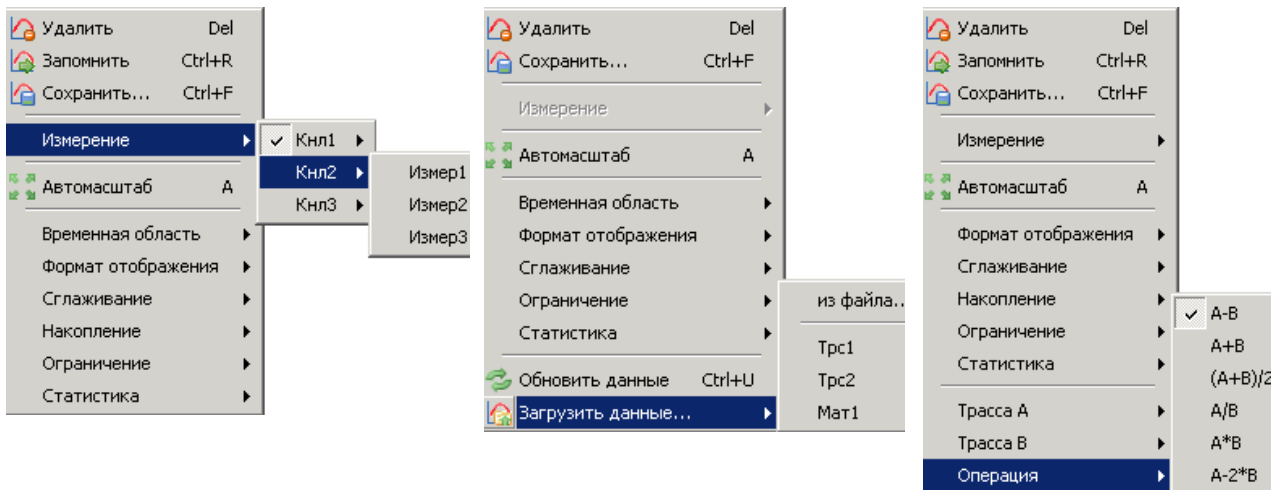 Удалить Del
Запомнить Ctrl+R
Сохранить... Ctrl+F
Измерение
Автомасштаб A
Временная область
Формат отображения
Сглаживание
Накопление
Ограничение
Статистика
Кнл1
Кнл2
Кнл3
Измер1
Измер2
Измер3
Удалить Del
Сохранить... Ctrl+F
Измерение
Автомасштаб A
Временная область
Формат отображения
Сглаживание
Ограничение
Статистика
Обновить данные Ctrl+U
Загрузить данные...
из файла..
Трс1
Трс2
Мат1
Удалить Del
Запомнить Ctrl+R
Сохранить... Ctrl+F
Измерение
Автомасштаб A
Формат отображения
Сглаживание
Накопление
Ограничение
Статистика
Трасса A
Трасса B
Операция
A-B
A+B
(A+B)/2
A/B
A*B
A-2*B